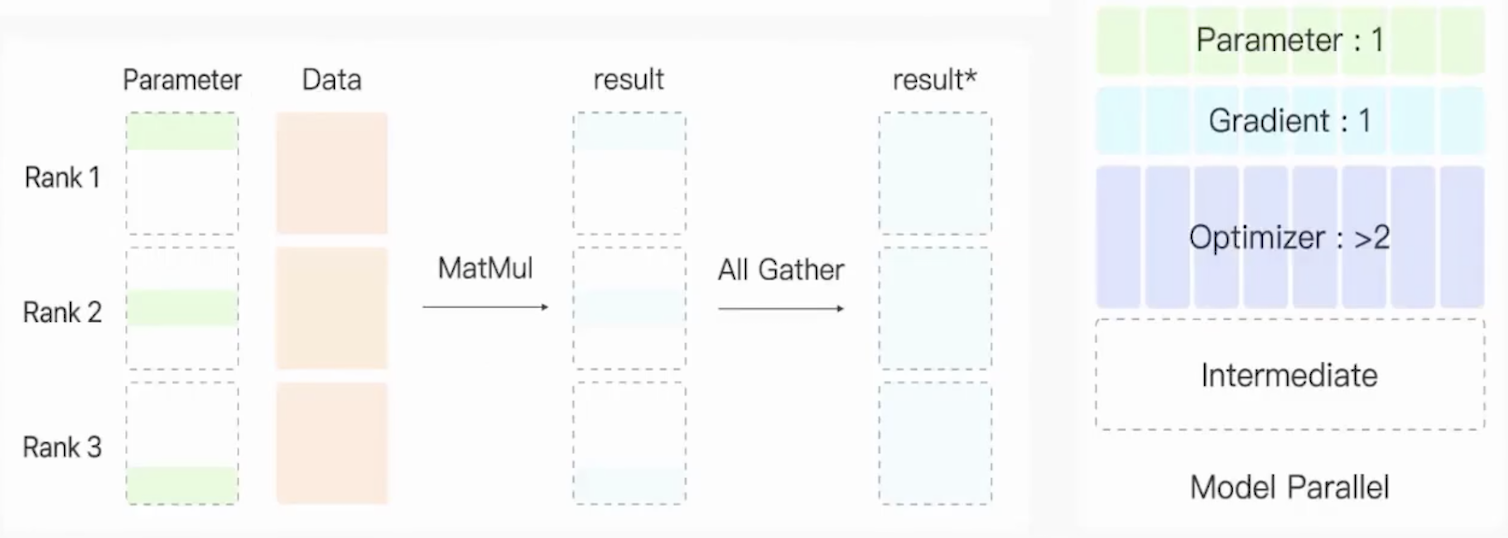 Parameter
Data
result
result*
Rank 1
Rank 2
Rank 3
MatMul
All Gather
Parameter : 1
Gradient : 1
Optimizer : >2
Intermediate
Model Parallel